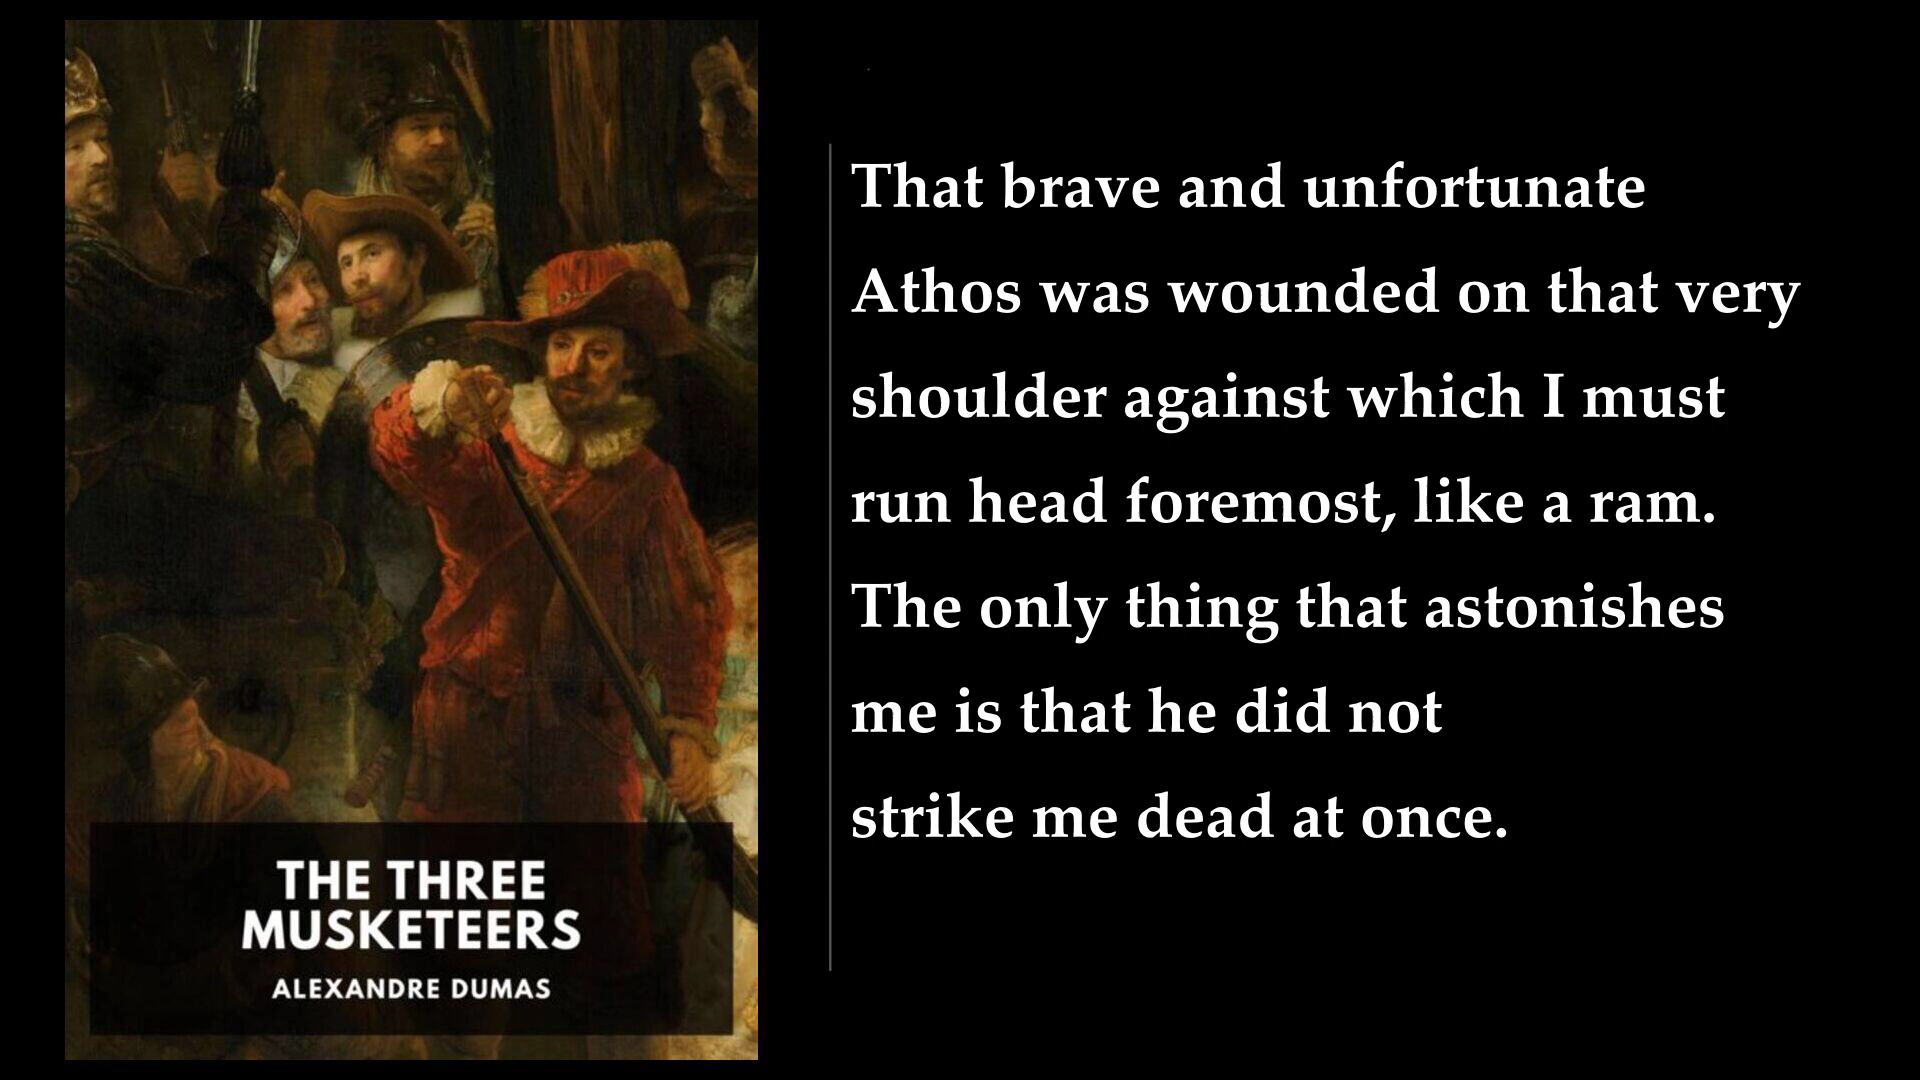 THE THREE
MUSKETEERS
ALEXANDRE DUMAS
That brave and unfortunate
Athos was wounded on that very
shoulder against which I must
run head foremost, like a ram.
The only thing that astonishes
me is that he did not
strike me dead at once.